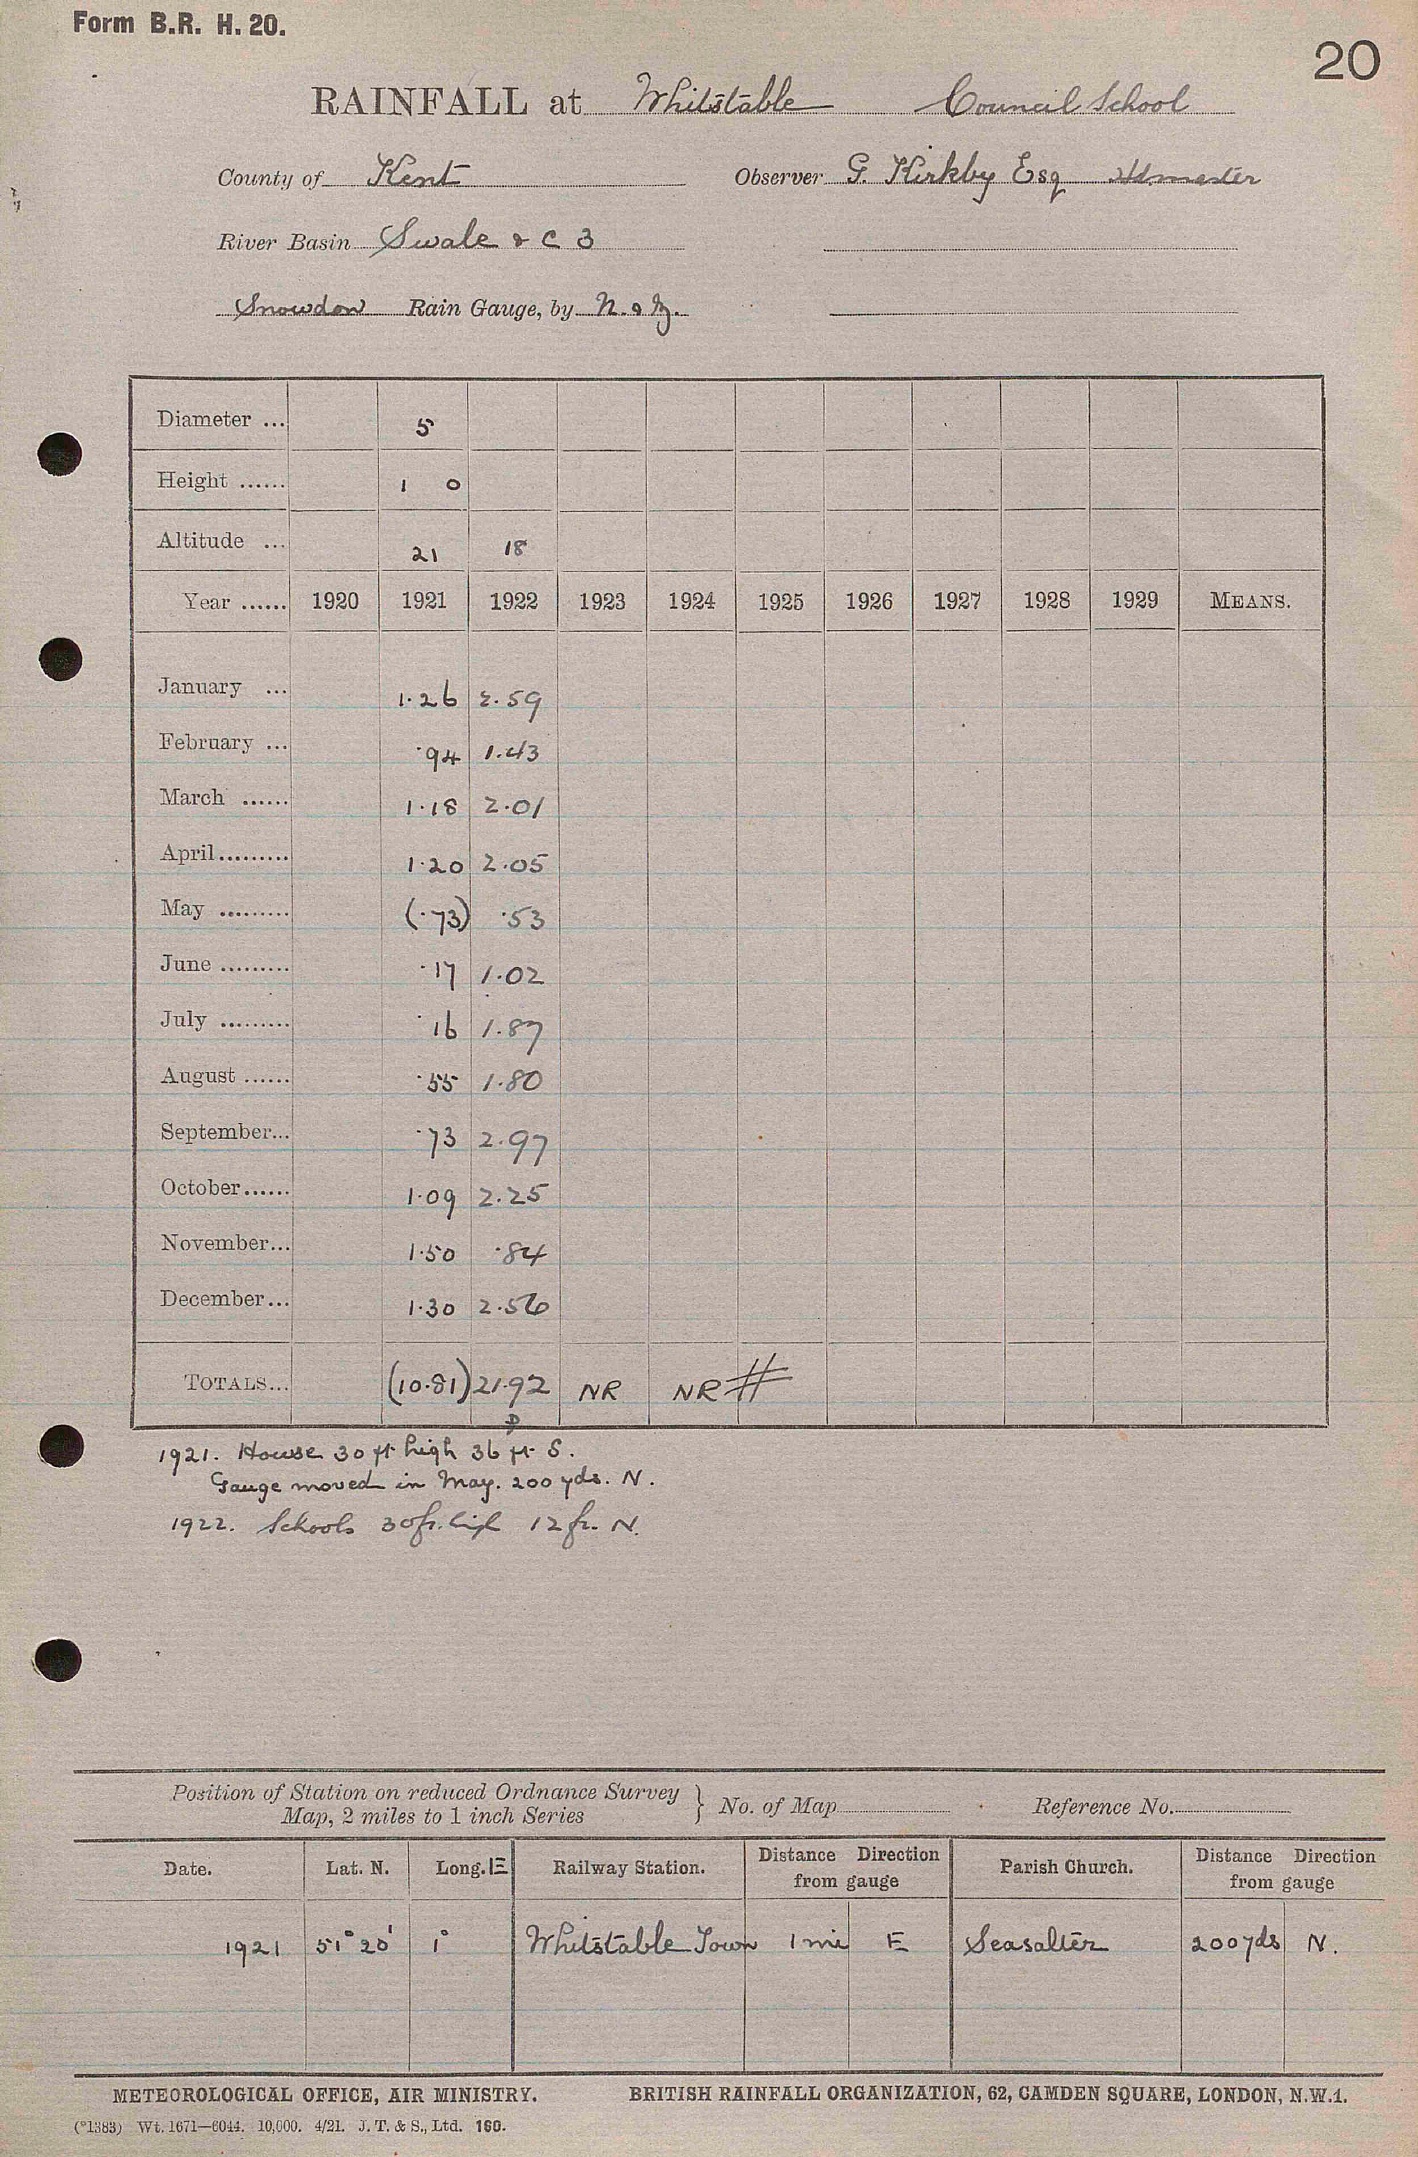 Form B.R. H. 20.
20
RAINFALL at Whitstable Council School
County of Kent Observer G. Kirkby Esq Hdmaster
River Basin Swale & C 3
Snowdon Rain Gauge, by N. & Z.
Diameter ... 5
Height ...... 1 0
Altitude ... 21 18
Year ...... 1920 1921 1922 1923 1924 1925 1926 1927 1928 1929 MEANS.
January ... 1.26 2.59
February ... .94 1.43
March ...... 1.18 2.01
April......... 1.20 2.05
May ......... (.73) .53
June ......... .17 1.02
July ......... .16 1.87
August ...... .55 1.80
September... .73 2.97
October...... 1.09 2.25
November... 1.50 .84
December... 1.30 2.56
TOTALS... (10.81) 21.92 NR NR #
D
1921. House 30 ft high 36 ft S.
Gauge moved in May. 200 yds. N.
1922. Schools 30 ft. high 12 ft. N.
Position of Station on reduced Ordnance Survey
Map, 2 miles to 1 inch Series } No. of Map Reference No.
Date. Lat. N. Long. E Railway Station. Distance Direction from gauge Parish Church. Distance Direction from gauge
1921 51° 20' 1° Whitstable Town 1 mi E Seasalter 200 yds N.
METEOROLOGICAL OFFICE, AIR MINISTRY. BRITISH RAINFALL ORGANIZATION, 62, CAMDEN SQUARE, LONDON, N.W.1.
(*1383) Wt. 1671—6044. 10,000. 4/21. J. T. & S., Ltd. 160.